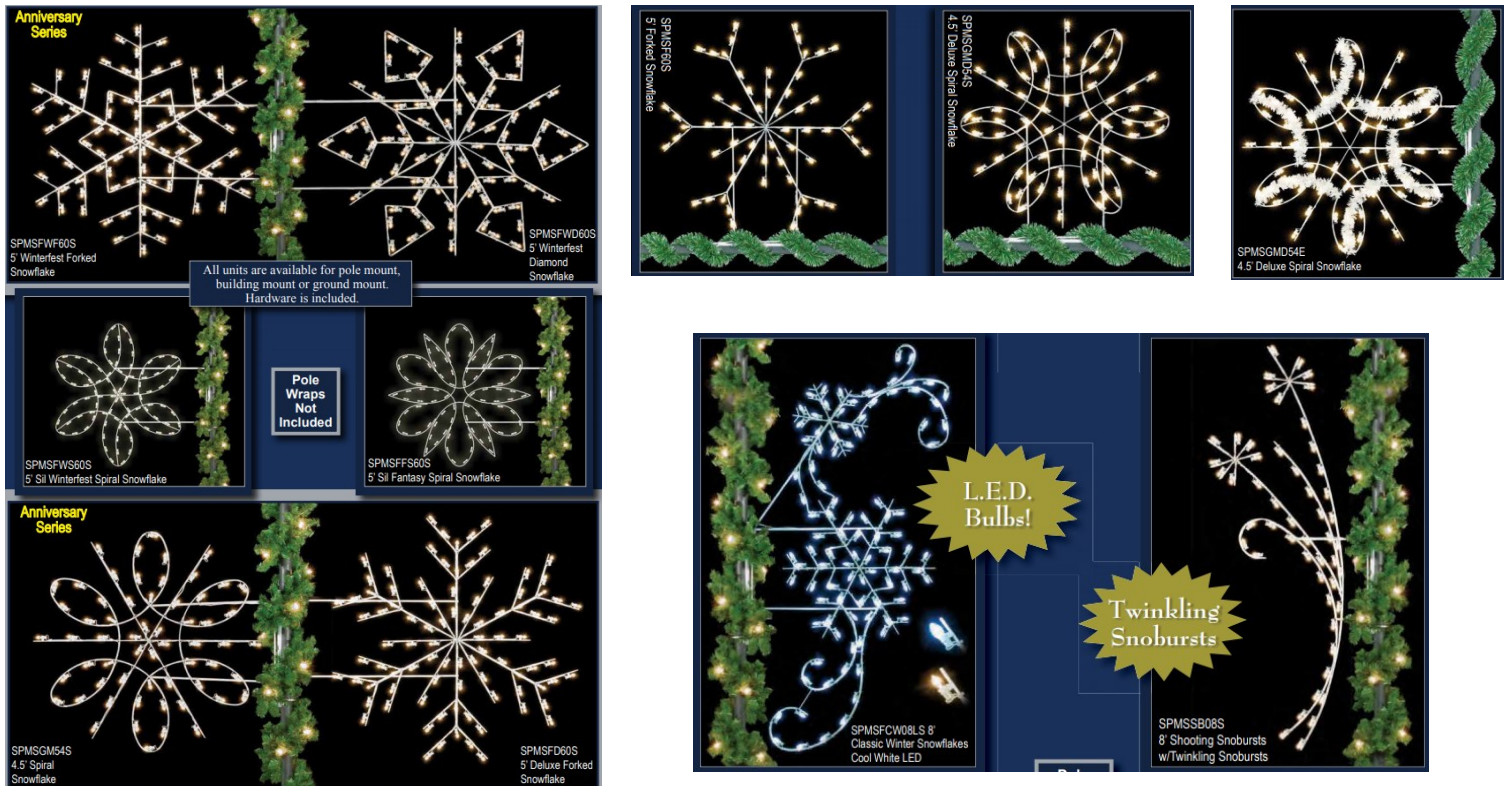 Anniversary
Series
SPMSFWF60S
5' Winterfest Forked
Snowflake
SPMSFWD60S
5' Winterfest
Diamond
Snowflake
All units are available for pole mount,
building mount or ground mount.
Hardware is included.
SPMSFWS60S
5' Sil Winterfest Spiral Snowflake
Pole
Wraps
Not
Included
SPMSFFS60S
5' Sil Fantasy Spiral Snowflake
Anniversary
Series
SPMSGM54S
4.5' Spiral
Snowflake
SPMSFD60S
5' Deluxe Forked
Snowflake
SPMSF60S
5' Forked Snowflake
SPMSGMD54S
4.5' Deluxe Spiral Snowflake
SPMSGMD54E
4.5' Deluxe Spiral Snowflake
L.E.D.
Bulbs!
Twinkling
Snobursts
SPMSFCW08LS 8'
Classic Winter Snowflakes
Cool White LED
SPMSSB08S
8' Shooting Snobursts
w/Twinkling Snobursts